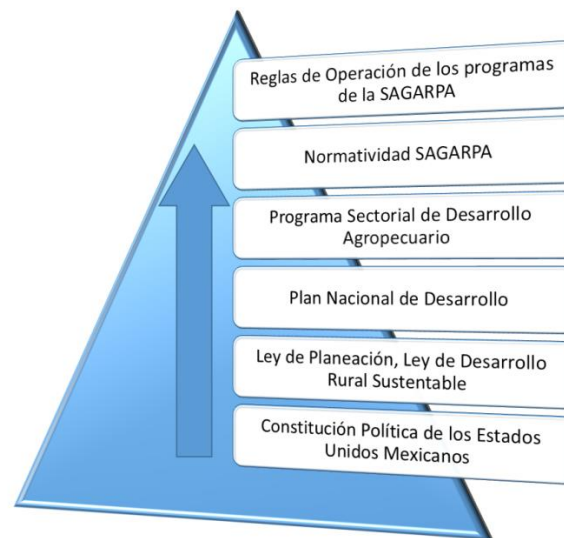 Reglas de Operación de los programas
de la SAGARPA
Normatividad SAGARPA
Programa Sectorial de Desarrollo
Agropecuario
Plan Nacional de Desarrollo
Ley de Planeación, Ley de Desarrollo
Rural Sustentable
Constitución Política de los Estados
Unidos Mexicanos